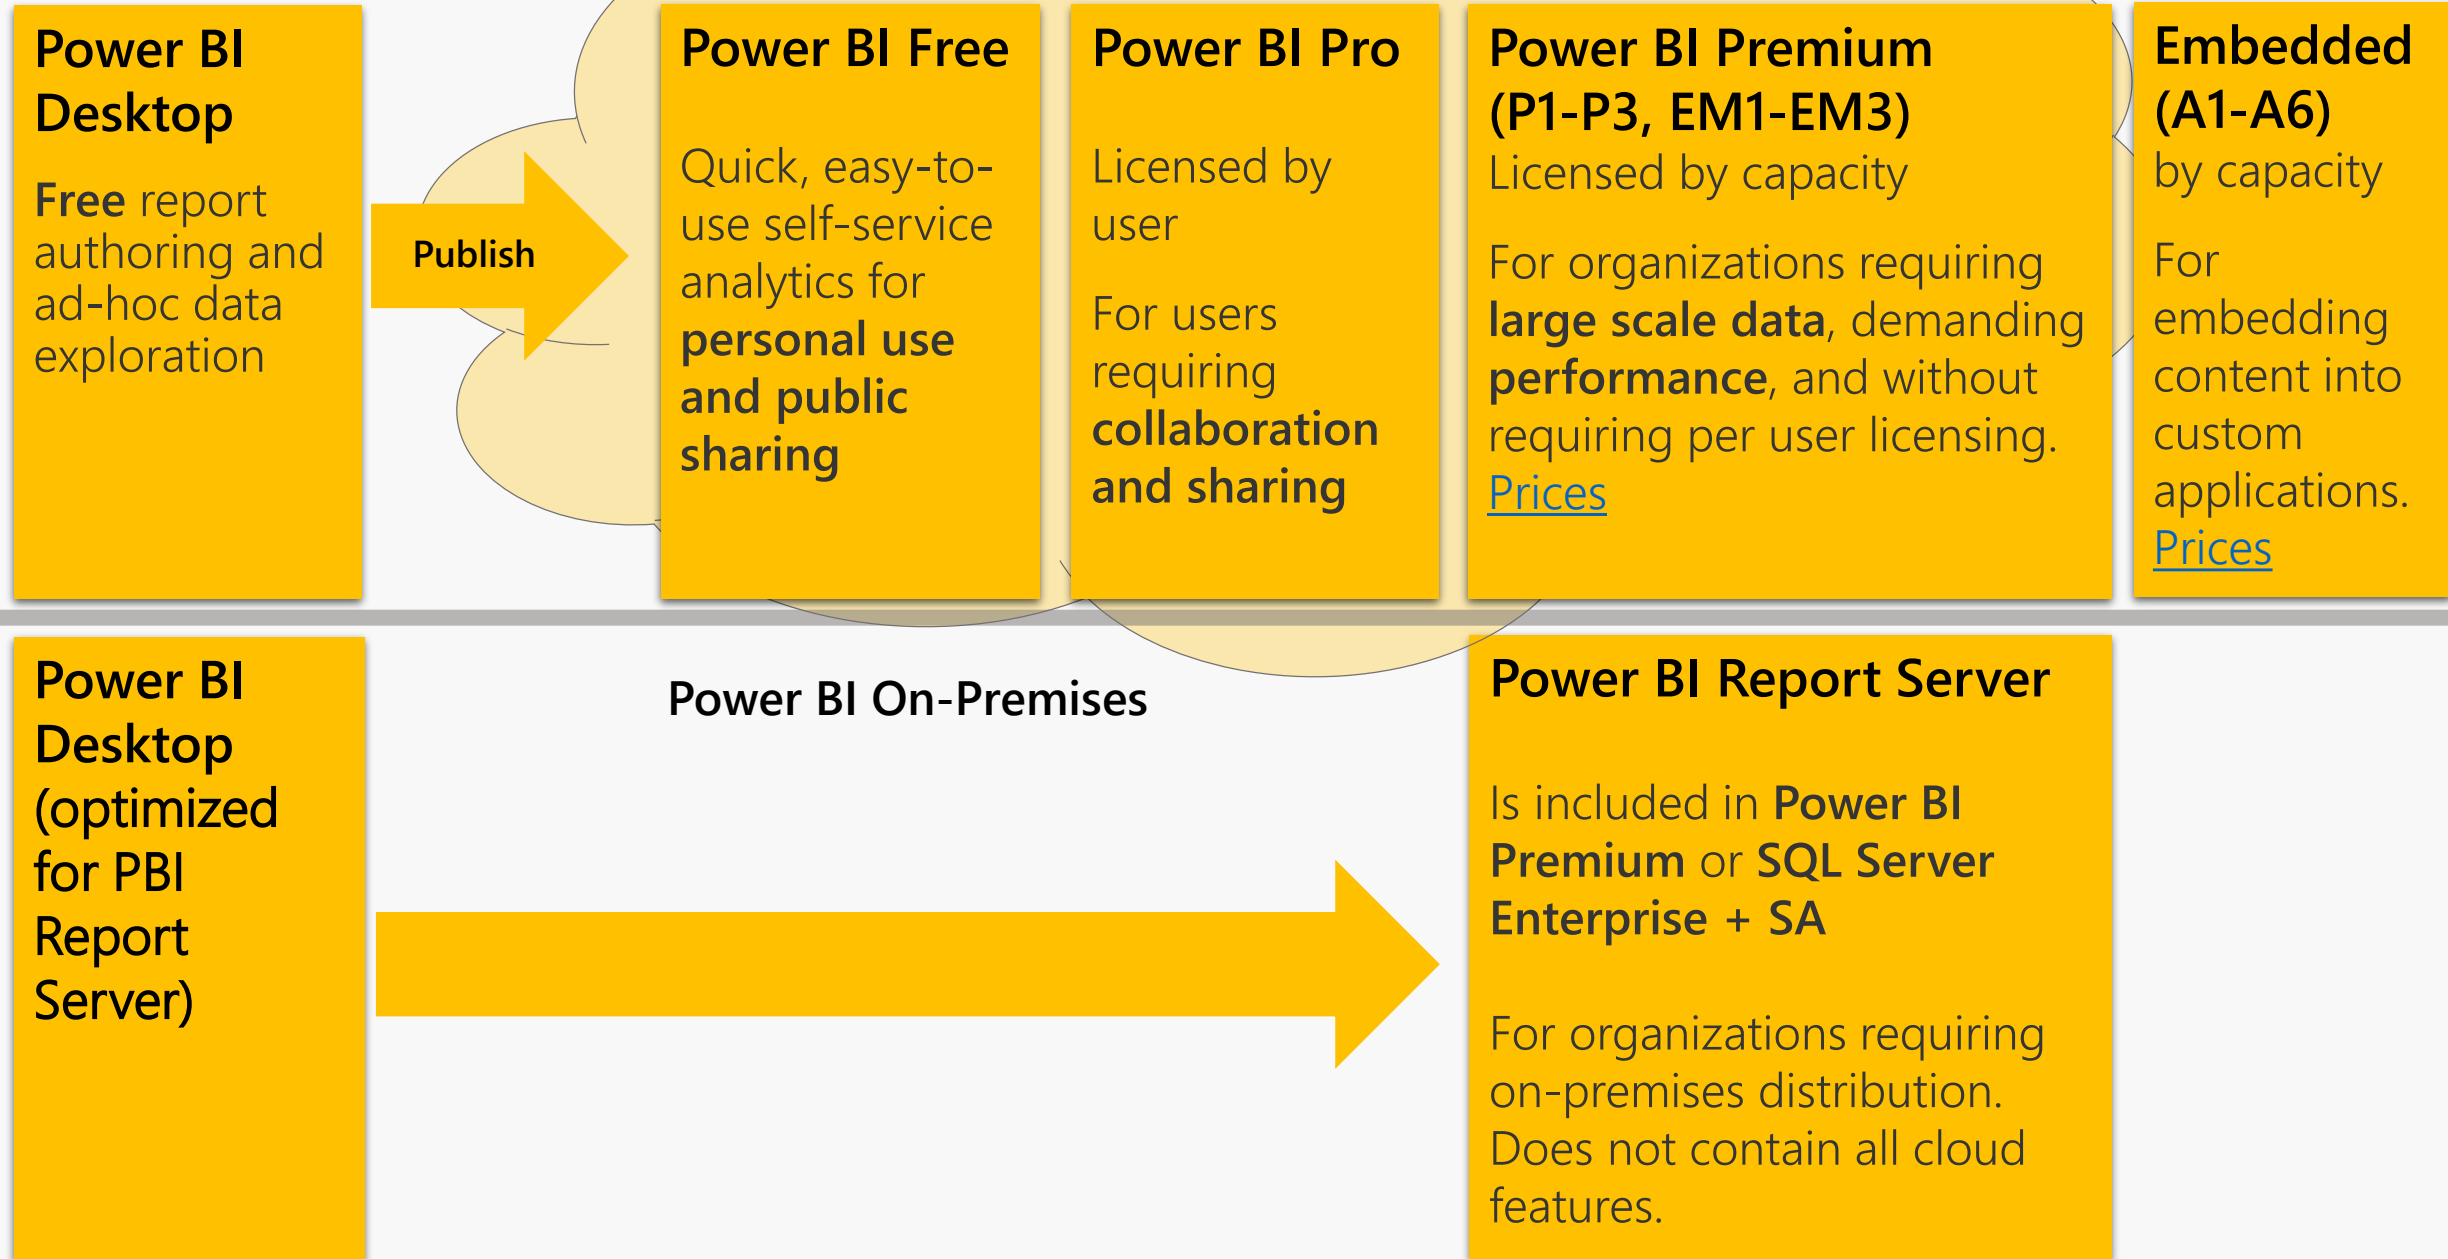 Power BI
Desktop
Free report
authoring and
ad-hoc data
exploration
Publish
Power BI Free
Quick, easy-to-
use self-service
analytics for
personal use
and public
sharing
Power BI Pro
Licensed by
user
For users
requiring
collaboration
and sharing
Power BI Premium
(P1-P3, EM1-EM3)
Licensed by capacity
For organizations requiring
large scale data, demanding
performance, and without
requiring per user licensing.
Prices
Embedded
(A1-A6)
by capacity
For
embedding
content into
custom
applications.
Prices
Power BI
Desktop
(optimized
for PBI
Report
Server)
Power BI On-Premises
Power BI Report Server
Is included in Power BI
Premium or SQL Server
Enterprise + SA
For organizations requiring
on-premises distribution.
Does not contain all cloud
features.